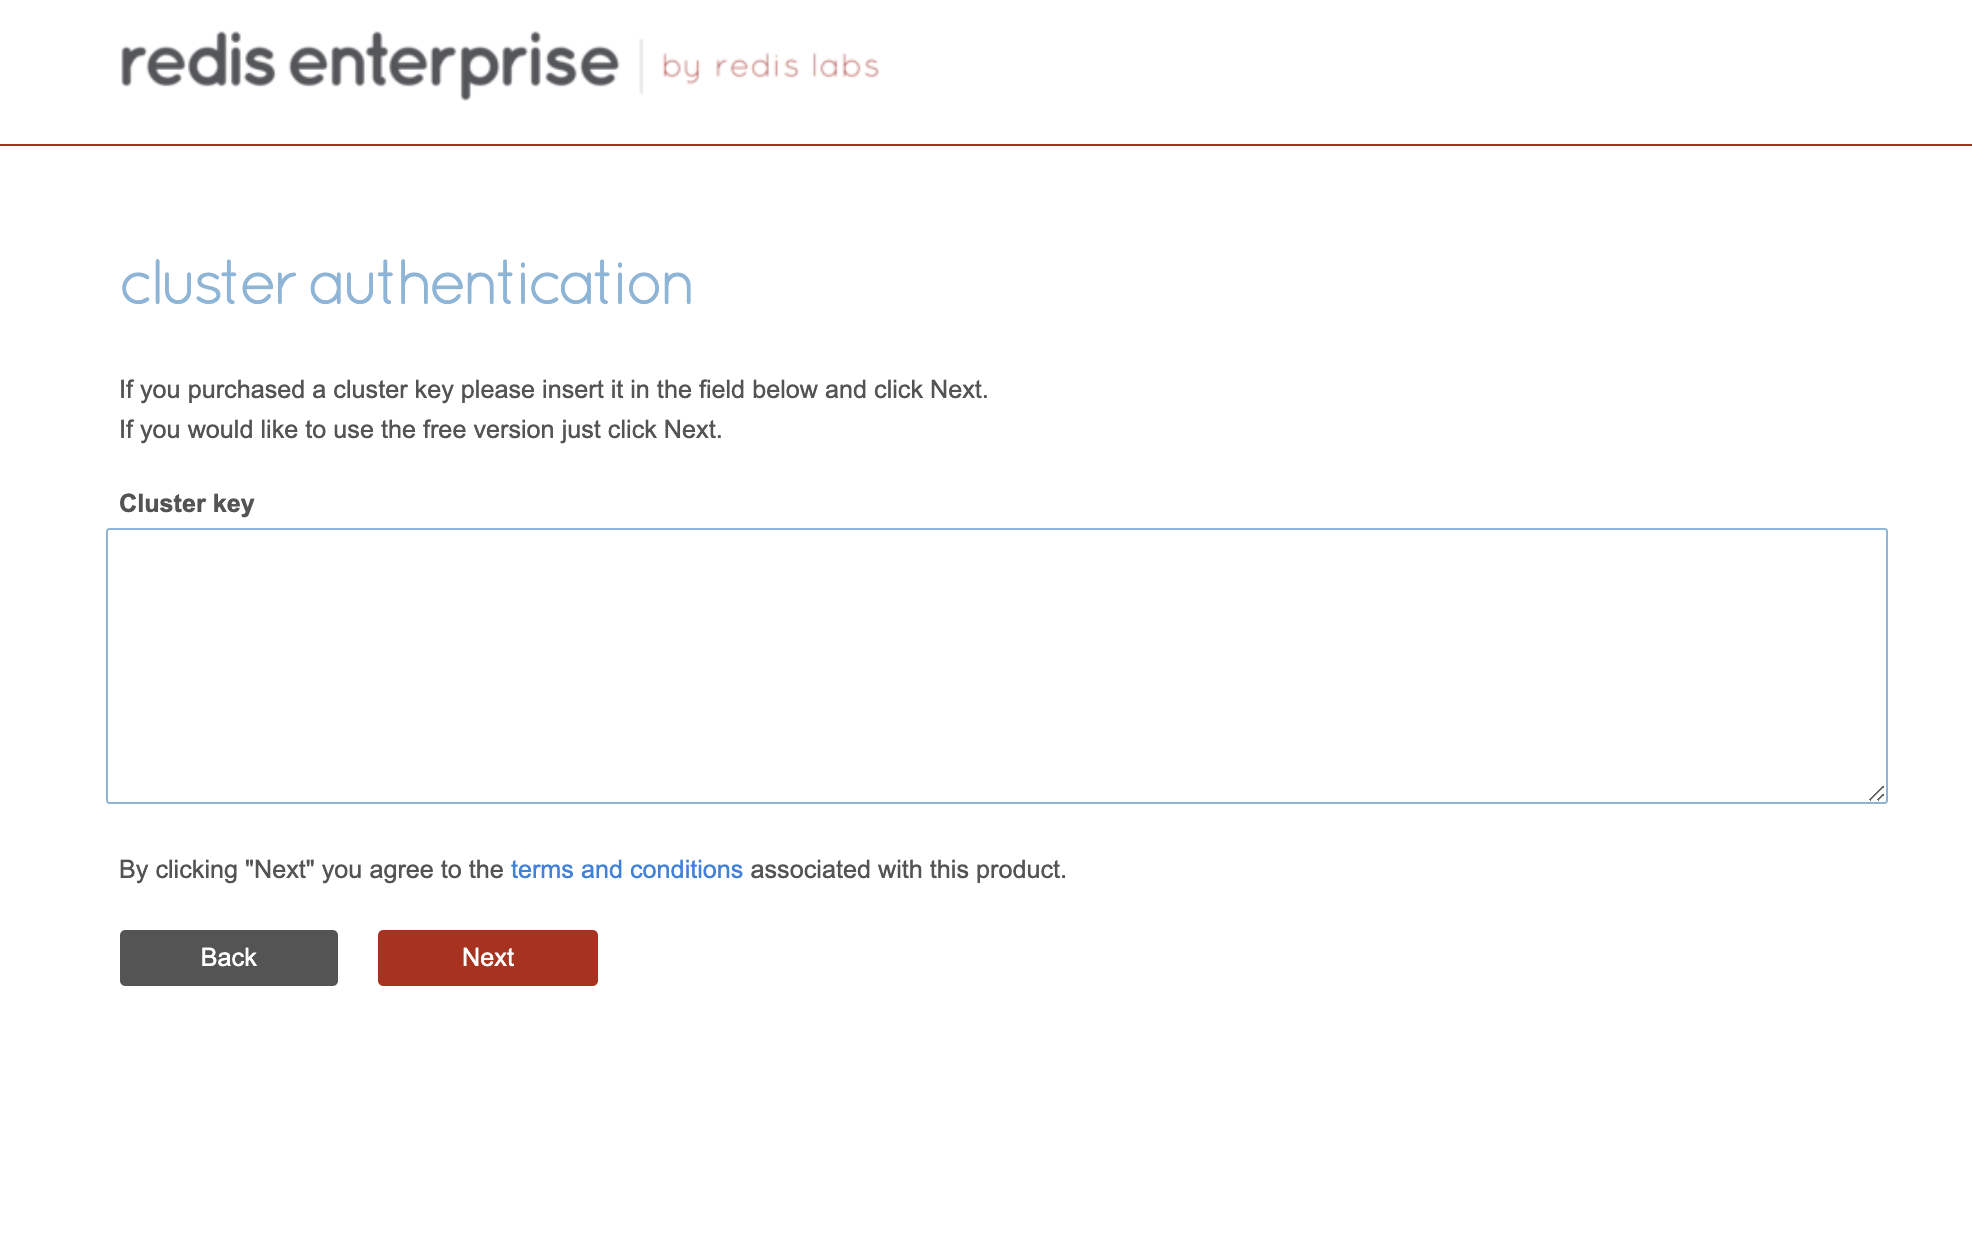 redis enterprise by redis labs
cluster authentication
If you purchased a cluster key please insert it in the field below and click Next.
If you would like to use the free version just click Next.
Cluster key
By clicking "Next" you agree to the terms and conditions associated with this product.
Back Next